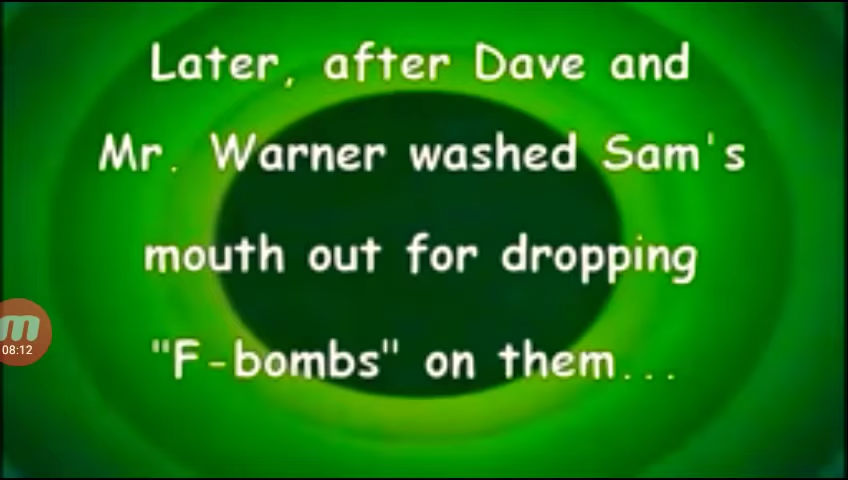 Later, after Dave and
Mr. Warner washed Sam's
mouth out for dropping
"F-bombs" on them...
m
08:12